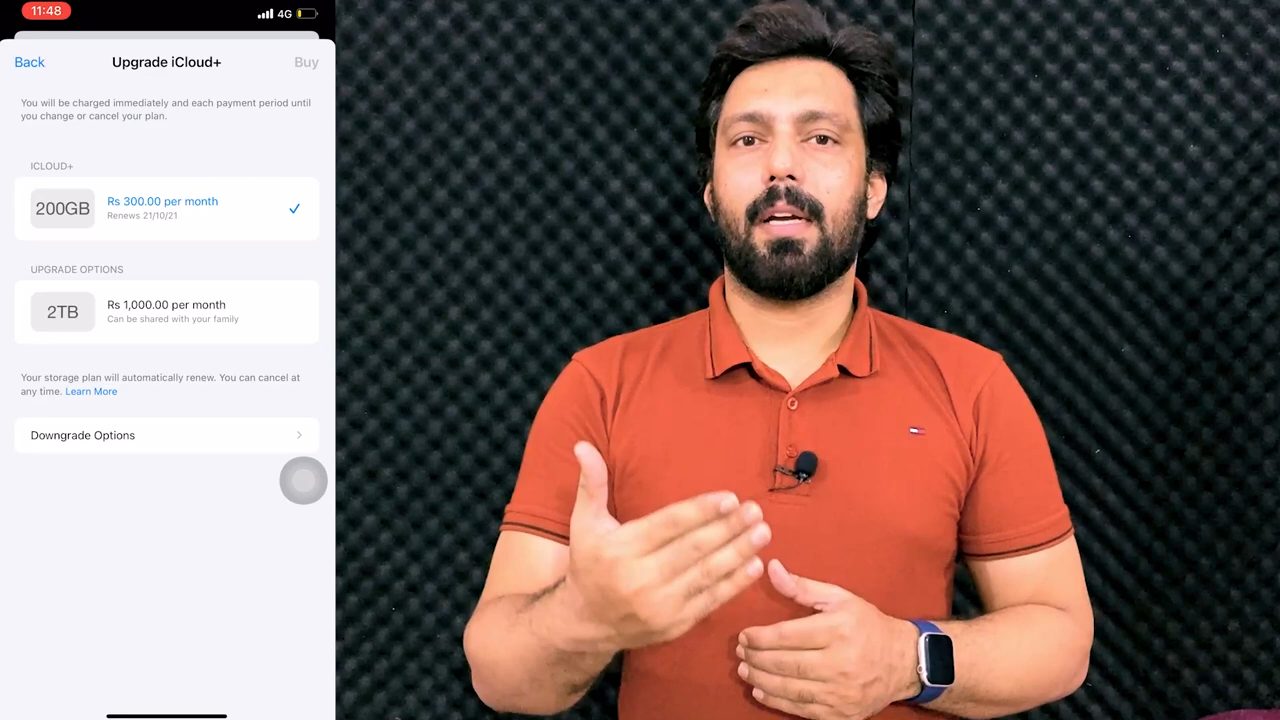 11:48
4G
Back
Upgrade iCloud+
Buy
You will be charged immediately and each payment period until
you change or cancel your plan.
ICLOUD+
200GB
Rs 300.00 per month
Renews 21/10/21
UPGRADE OPTIONS
2TB
Rs 1,000.00 per month
Can be shared with your family
Your storage plan will automatically renew. You can cancel at
any time. Learn More
Downgrade Options